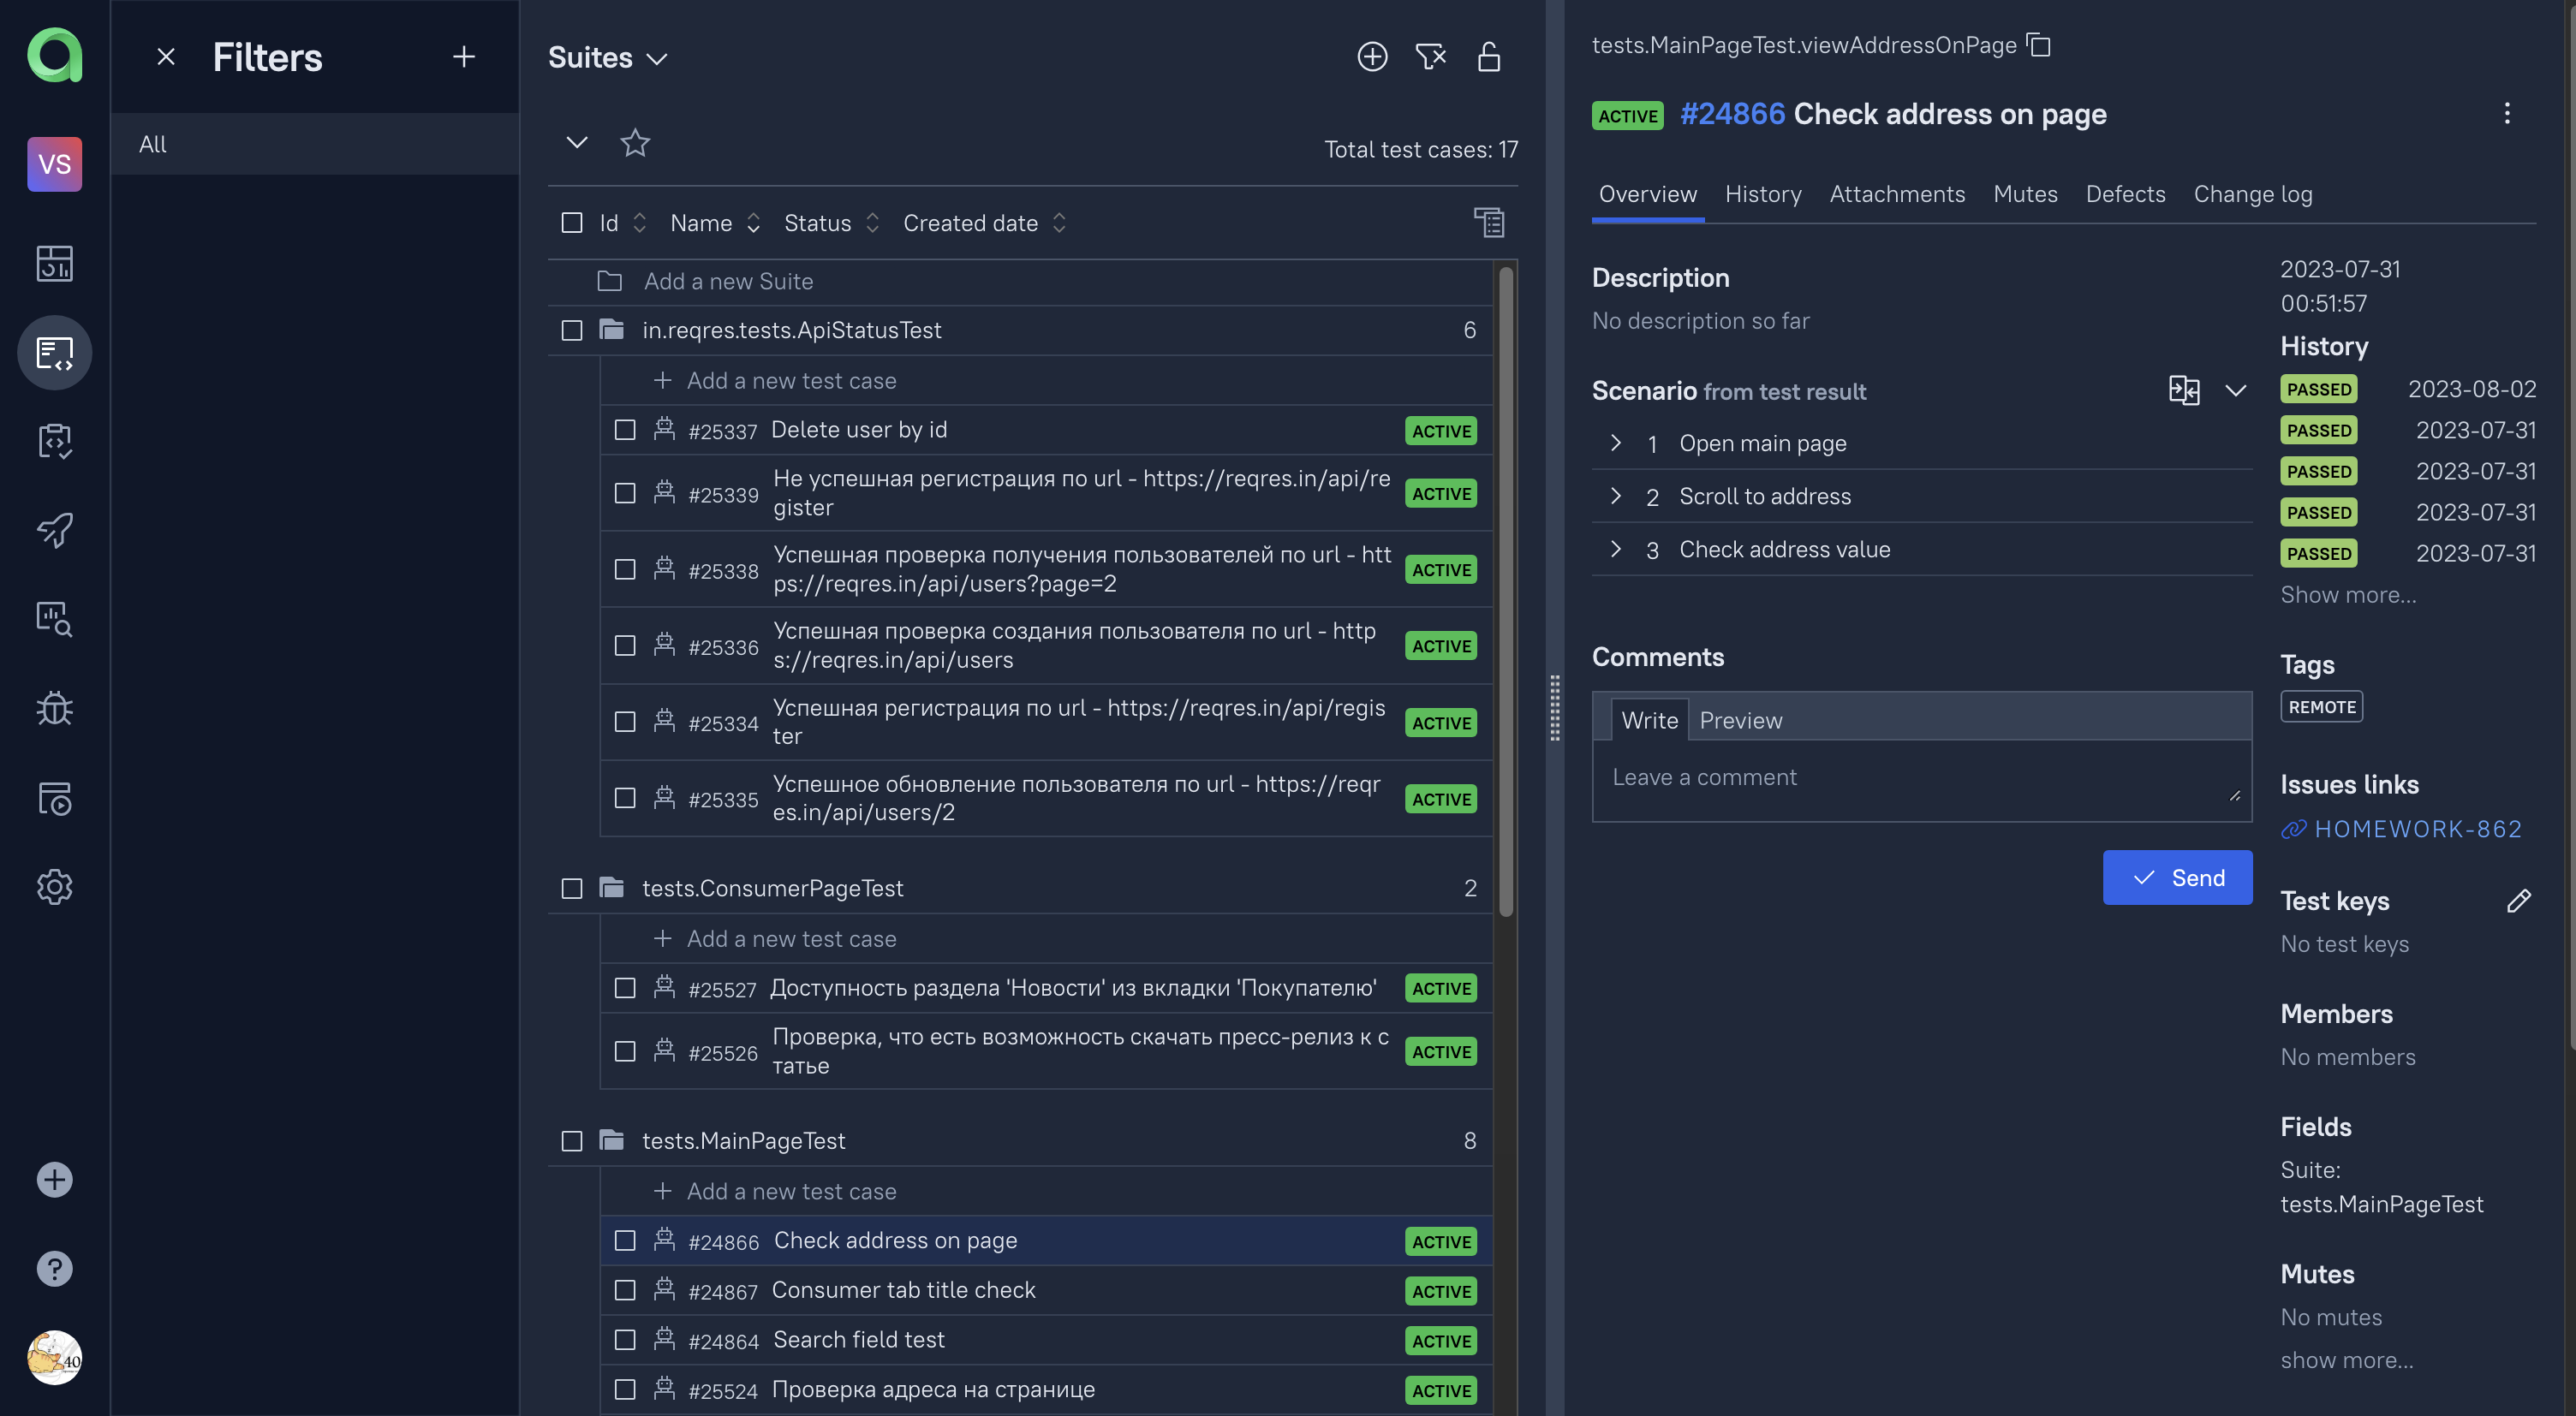 VS
40
Filters
All
Suites
Total test cases: 17
Id Name Status Created date
Add a new Suite
in.reqres.tests.ApiStatusTest 6
Add a new test case
#25337 Delete user by id ACTIVE
#25339 Не успешная регистрация по url - https://reqres.in/api/re
gister ACTIVE
#25338 Успешная проверка получения пользователей по url - htt
ps://reqres.in/api/users?page=2 ACTIVE
#25336 Успешная проверка создания пользователя по url - http
s://reqres.in/api/users ACTIVE
#25334 Успешная регистрация по url - https://reqres.in/api/regis
ter ACTIVE
#25335 Успешное обновление пользователя по url - https://reqr
es.in/api/users/2 ACTIVE
tests.ConsumerPageTest 2
Add a new test case
#25527 Доступность раздела 'Новости' из вкладки 'Покупателю' ACTIVE
#25526 Проверка, что есть возможность скачать пресс-релиз к с
татье ACTIVE
tests.MainPageTest 8
Add a new test case
#24866 Check address on page ACTIVE
#24867 Consumer tab title check ACTIVE
#24864 Search field test ACTIVE
#25524 Проверка адреса на странице ACTIVE
tests.MainPageTest.viewAddressOnPage
ACTIVE #24866 Check address on page
Overview History Attachments Mutes Defects Change log
Description
No description so far
Scenario from test result
1 Open main page
2 Scroll to address
3 Check address value
Comments
Write Preview
Leave a comment
Send
2023-07-31
00:51:57
History
PASSED 2023-08-02
PASSED 2023-07-31
PASSED 2023-07-31
PASSED 2023-07-31
PASSED 2023-07-31
Show more...
Tags
REMOTE
Issues links
HOMEWORK-862
Test keys
No test keys
Members
No members
Fields
Suite:
tests.MainPageTest
Mutes
No mutes
show more...